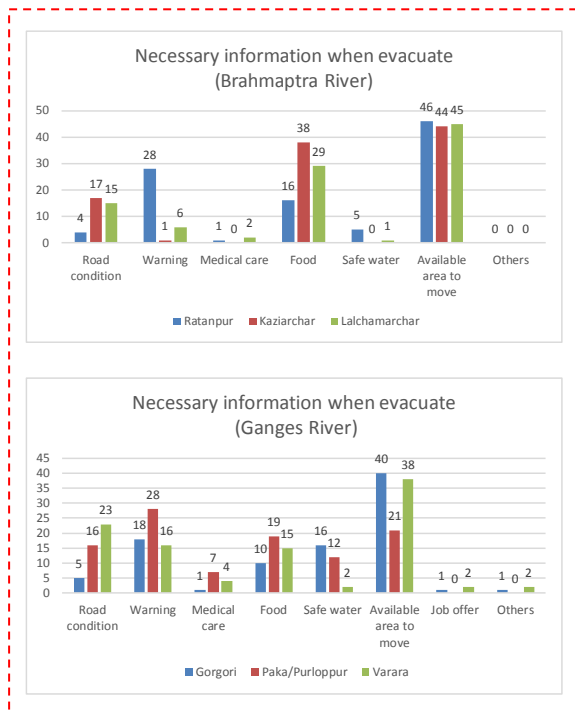 Necessary information when evacuate
(Brahmaptra River)
50
40
30
20
10
0
4 17 15
28 1 6
1 0 2
16 38 29
5 0 1
46 44 45
0 0 0
Road condition
Warning
Medical care
Food
Safe water
Available area to move
Others
Ratanpur Kaziarchar Lalchamarchar
Necessary information when evacuate
(Ganges River)
45
40
35
30
25
20
15
10
5
0
5 16 23
18 28 16
1 7 4
10 19 15
16 12 2
40 21 38
1 0 2
1 0 2
Road condition
Warning
Medical care
Food
Safe water
Available area to move
Job offer
Others
Gorgori Paka/Purloppur Varara